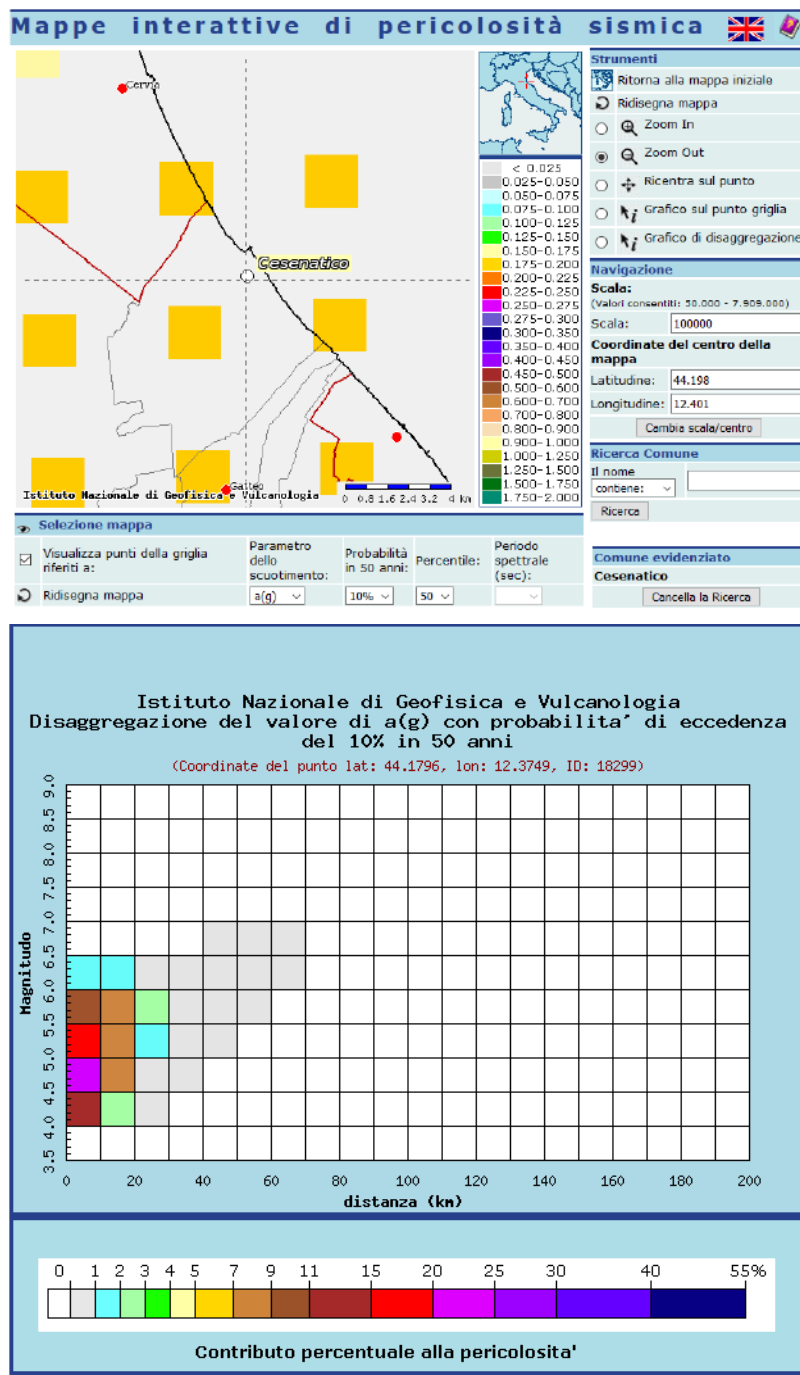 Mappe interattive di pericolosità sismica
Cervia
Cesenatico
Gatteo
Istituto Nazionale di Geofisica e Vulcanologia
0 0.8 1.6 2.4 3.2 4 km
< 0.025
0.025-0.050
0.050-0.075
0.075-0.100
0.100-0.125
0.125-0.150
0.150-0.175
0.175-0.200
0.200-0.225
0.225-0.250
0.250-0.275
0.275-0.300
0.300-0.350
0.350-0.400
0.400-0.450
0.450-0.500
0.500-0.600
0.600-0.700
0.700-0.800
0.800-0.900
0.900-1.000
1.000-1.250
1.250-1.500
1.500-1.750
1.750-2.000
Strumenti
Ritorna alla mappa iniziale
Ridisegna mappa
Zoom In
Zoom Out
Ricentra sul punto
Grafico sul punto griglia
Grafico di disaggregazione
Navigazione
Scala:
(Valori consentiti: 50.000 - 7.909.000)
Scala: 100000
Coordinate del centro della
mappa
Latitudine: 44.198
Longitudine: 12.401
Cambia scala/centro
Ricerca Comune
Il nome
contiene:
Ricerca
Comune evidenziato
Cesenatico
Cancella la Ricerca
Selezione mappa
Visualizza punti della griglia
riferiti a:
Parametro
dello
scuotimento:
Probabilità
in 50 anni:
Percentile:
Periodo
spettrale
(sec):
Ridisegna mappa
a(g)
10%
50
Istituto Nazionale di Geofisica e Vulcanologia
Disaggregazione del valore di a(g) con probabilita' di eccedenza
del 10% in 50 anni
(Coordinate del punto lat: 44.1796, lon: 12.3749, ID: 18299)
Magnitudo
9.0
8.5
8.0
7.5
7.0
6.5
6.0
5.5
5.0
4.5
4.0
3.5
0 20 40 60 80 100 120 140 160 180 200
distanza (km)
0 1 2 3 4 5 7 9 11 15 20 25 30 40 55%
Contributo percentuale alla pericolosita'